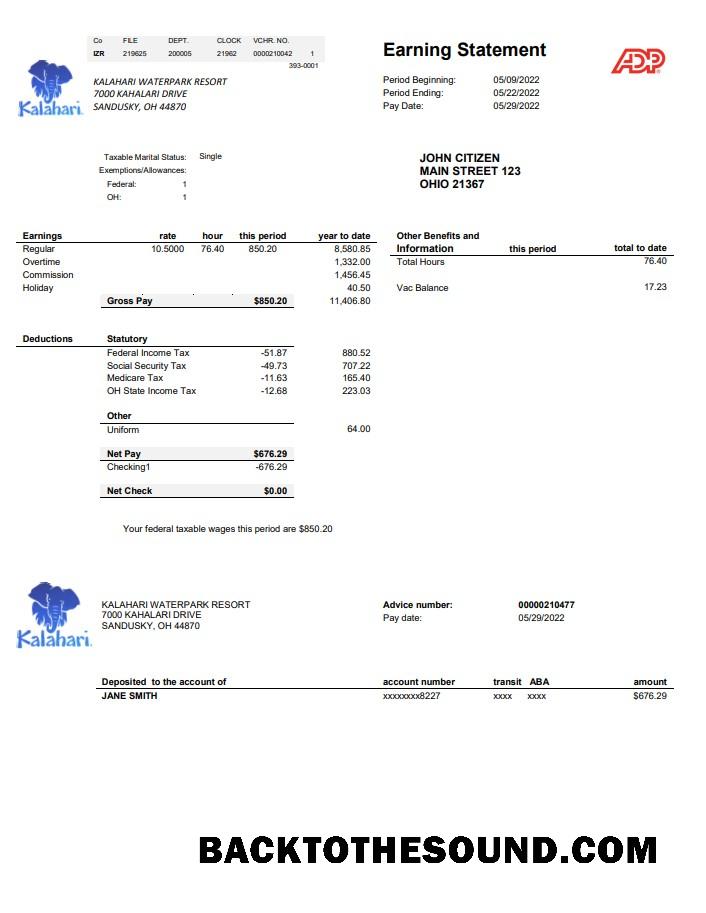 Co FILE DEPT. CLOCK VCHR. NO.
IZR 219625 200005 21962 0000210042 1
393-0001
Kalahari.
KALAHARI WATERPARK RESORT
7000 KAHALARI DRIVE
SANDUSKY, OH 44870
Earning Statement
ADP
Period Beginning: 05/09/2022
Period Ending: 05/22/2022
Pay Date: 05/29/2022
Taxable Marital Status: Single
Exemptions/Allowances:
Federal: 1
OH: 1
JOHN CITIZEN
MAIN STREET 123
OHIO 21367
Earnings rate hour this period year to date
Regular 10.5000 76.40 850.20 8,580.85
Overtime 1,332.00
Commission 1,456.45
Holiday 40.50
Gross Pay $850.20 11,406.80
Other Benefits and
Information this period total to date
Total Hours 76.40
Vac Balance 17.23
Deductions Statutory
Federal Income Tax -51.87 880.52
Social Security Tax -49.73 707.22
Medicare Tax -11.63 165.40
OH State Income Tax -12.68 223.03
Other
Uniform 64.00
Net Pay $676.29
Checking1 -676.29
Net Check $0.00
Your federal taxable wages this period are $850.20
Kalahari.
KALAHARI WATERPARK RESORT
7000 KAHALARI DRIVE
SANDUSKY, OH 44870
Advice number: 00000210477
Pay date: 05/29/2022
Deposited to the account of account number transit ABA amount
JANE SMITH xxxxxxxx8227 xxxx xxxx $676.29
BACKTOTHESOUND.COM